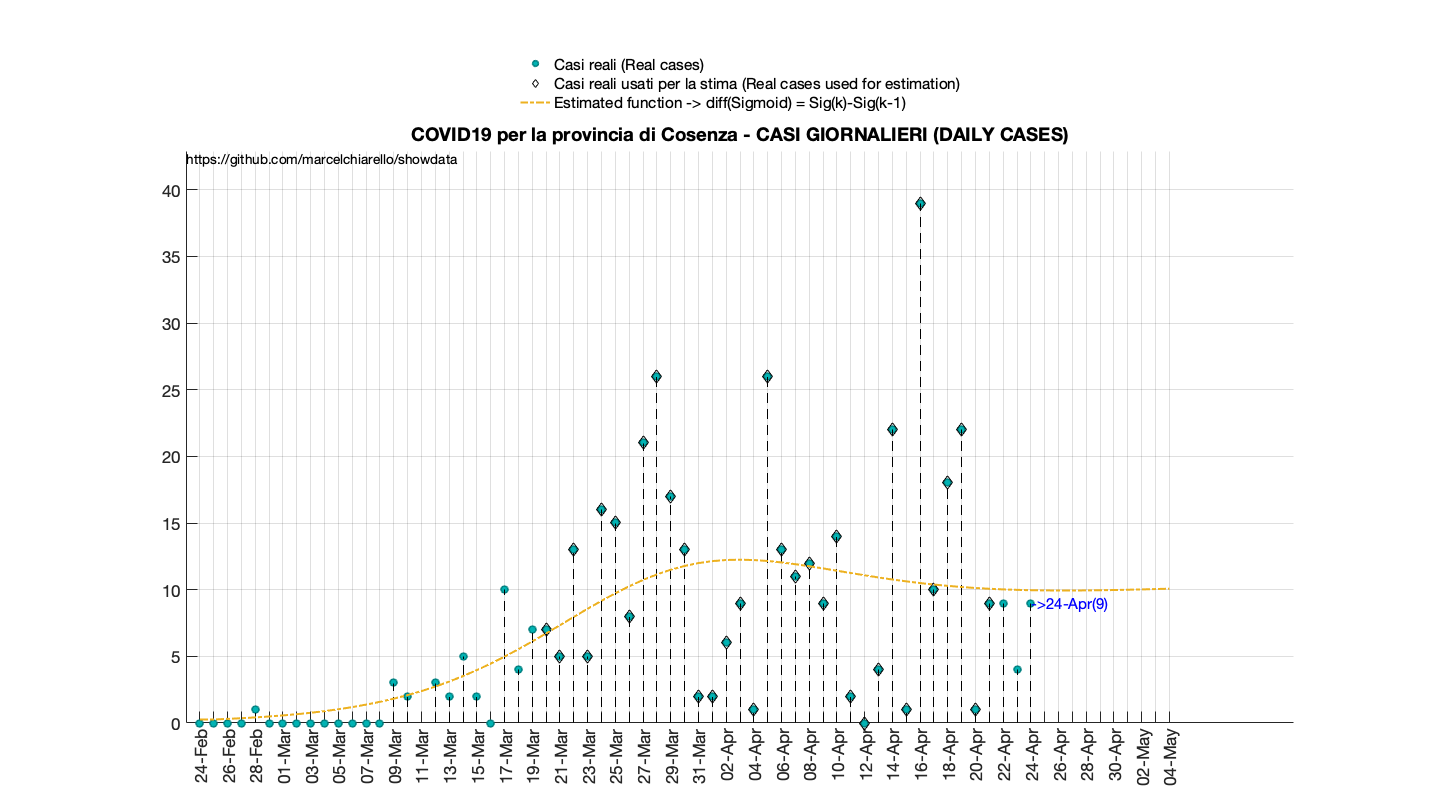 Casi reali (Real cases)
Casi reali usati per la stima (Real cases used for estimation)
Estimated function -> diff(Sigmoid) = Sig(k)-Sig(k-1)
COVID19 per la provincia di Cosenza - CASI GIORNALIERI (DAILY CASES)
https://github.com/marcelchiarello/showdata
40
35
30
25
20
15
10
5
0
->24-Apr(9)
24-Feb
26-Feb
28-Feb
01-Mar
03-Mar
05-Mar
07-Mar
09-Mar
11-Mar
13-Mar
15-Mar
17-Mar
19-Mar
21-Mar
23-Mar
25-Mar
27-Mar
29-Mar
31-Mar
02-Apr
04-Apr
06-Apr
08-Apr
10-Apr
12-Apr
14-Apr
16-Apr
18-Apr
20-Apr
22-Apr
24-Apr
26-Apr
28-Apr
30-Apr
02-May
04-May